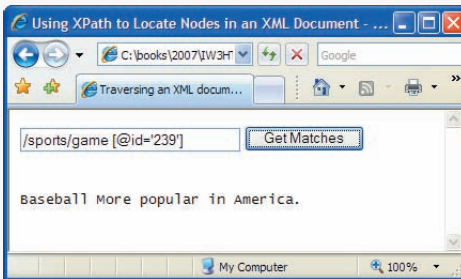 Using XPath to Locate Nodes in an XML Document - ...
C:\books\2007\IW3HT
Google
Traversing an XML docum...
»
/sports/game [@id='239']
Get Matches
Baseball More popular in America.
My Computer
100%